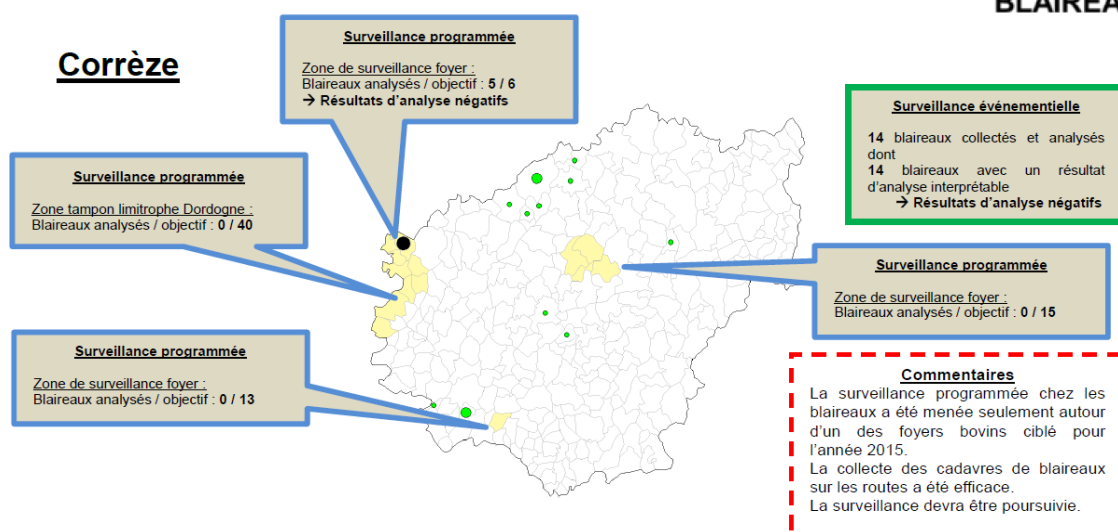 BLAIREA
Corrèze
Surveillance programmée
Zone de surveillance foyer :
Blaireaux analysés / objectif : 5 / 6
→ Résultats d'analyse négatifs
Surveillance événementielle
14 blaireaux collectés et analysés
dont
14 blaireaux avec un résultat
d'analyse interprétable
→ Résultats d'analyse négatifs
Surveillance programmée
Zone tampon limitrophe Dordogne :
Blaireaux analysés / objectif : 0 / 40
Surveillance programmée
Zone de surveillance foyer :
Blaireaux analysés / objectif : 0 / 15
Surveillance programmée
Zone de surveillance foyer :
Blaireaux analysés / objectif : 0 / 13
Commentaires
La surveillance programmée chez les
blaireaux a été menée seulement autour
d'un des foyers bovins ciblé pour
l'année 2015.
La collecte des cadavres de blaireaux
sur les routes a été efficace.
La surveillance devra être poursuivie.